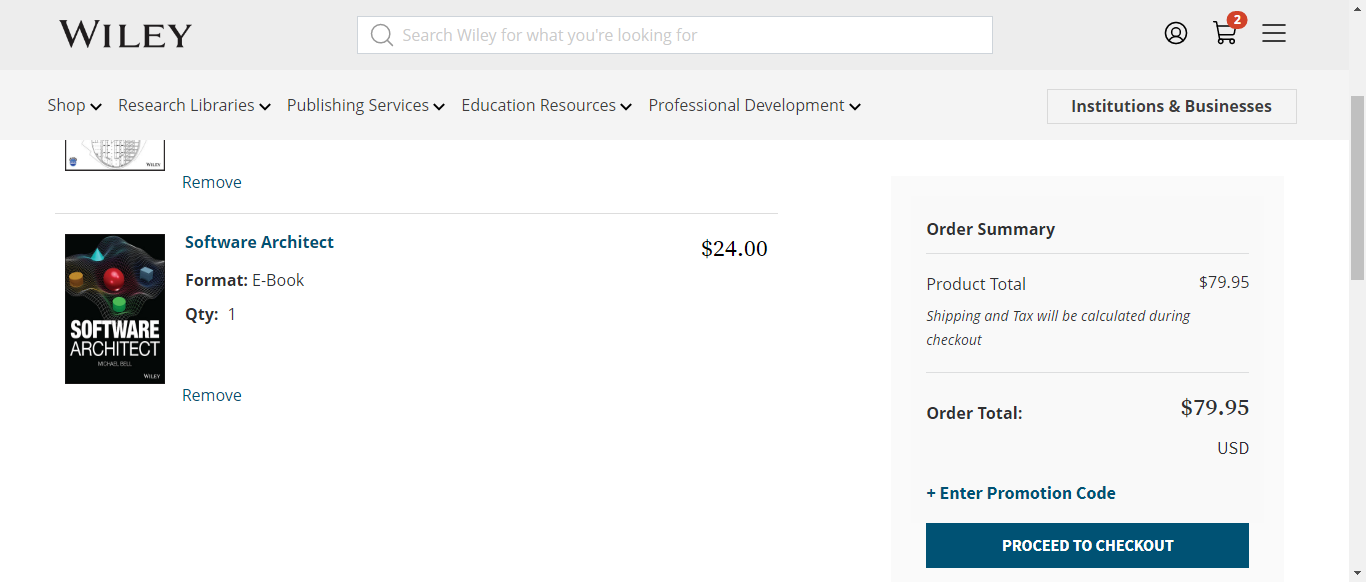 WILEY
Search Wiley for what you're looking for
2
Shop Research Libraries Publishing Services Education Resources Professional Development
Institutions & Businesses
WILEY
Remove
Software Architect
$24.00
Format: E-Book
Qty: 1
SOFTWARE
ARCHITECT
MICHAEL BELL
WILEY
Remove
Order Summary
Product Total $79.95
Shipping and Tax will be calculated during
checkout
Order Total: $79.95
USD
+ Enter Promotion Code
PROCEED TO CHECKOUT